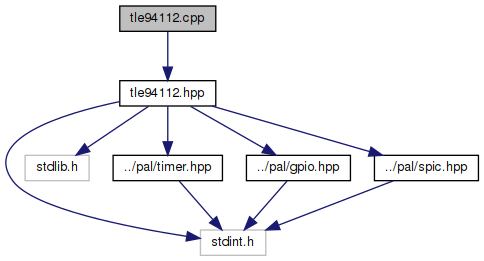 tle94112.cpp
tle94112.hpp
stdlib.h
../pal/timer.hpp
../pal/gpio.hpp
../pal/spic.hpp
stdint.h